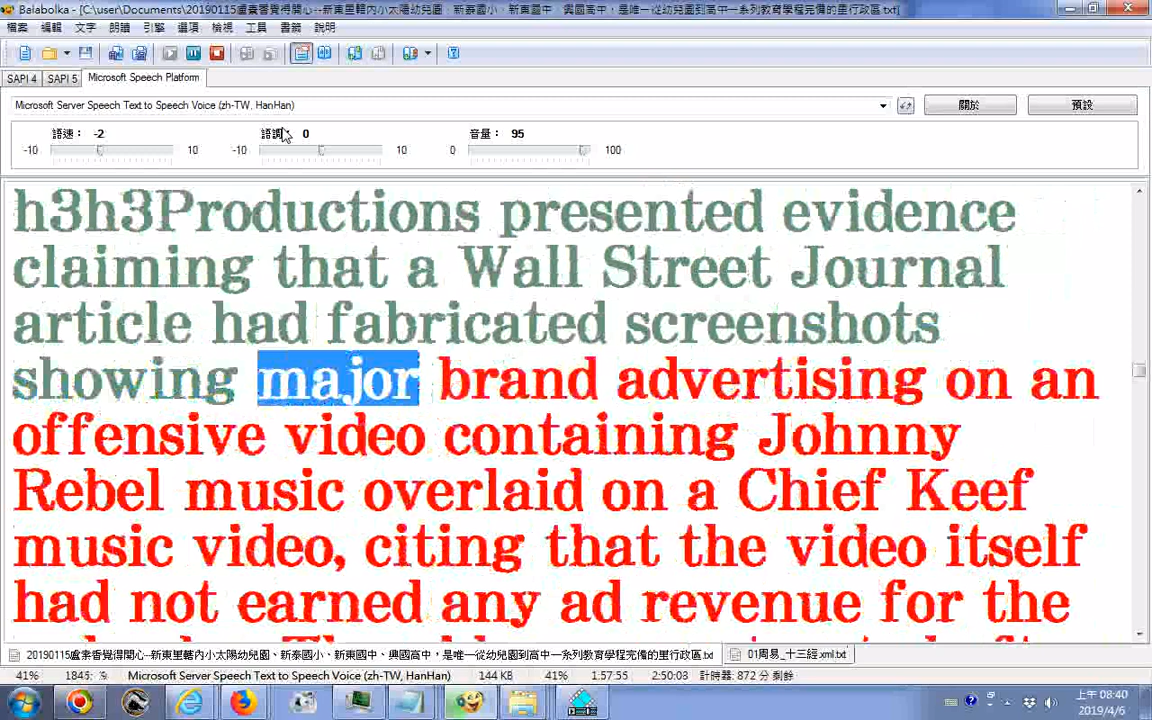 Balabolka - [C:\user\Documents\20190115盧素香覺得開心--新東里轄內小太陽幼兒園、新泰國小、新東國中、興國高中，是唯一從幼兒園到高中一系列教育學程完備的里行政區.txt]
檔案 編輯 文字 朗讀 引擎 選項 檢視 工具 書籤 說明
SAPI 4 SAPI 5 Microsoft Speech Platform
Microsoft Server Speech Text to Speech Voice (zh-TW, HanHan) 關於 預設
語速： -2 語調： 0 音量： 95
-10 10 -10 10 0 100
h3h3Productions presented evidence
claiming that a Wall Street Journal
article had fabricated screenshots
showing major brand advertising on an
offensive video containing Johnny
Rebel music overlaid on a Chief Keef
music video, citing that the video itself
had not earned any ad revenue for the
20190115盧素香覺得開心--新東里轄內小太陽幼兒園、新泰國小、新東國中、興國高中，是唯一從幼兒園到高中一系列教育學程完備的里行政區.txt 01周易_十三經.xml.txt
41% 1845: Microsoft Server Speech Text to Speech Voice (zh-TW, HanHan) 144 KB 41% 1:57:55 2:50:03 計時器: 872 分 剩餘
上午 08:40
2019/4/6